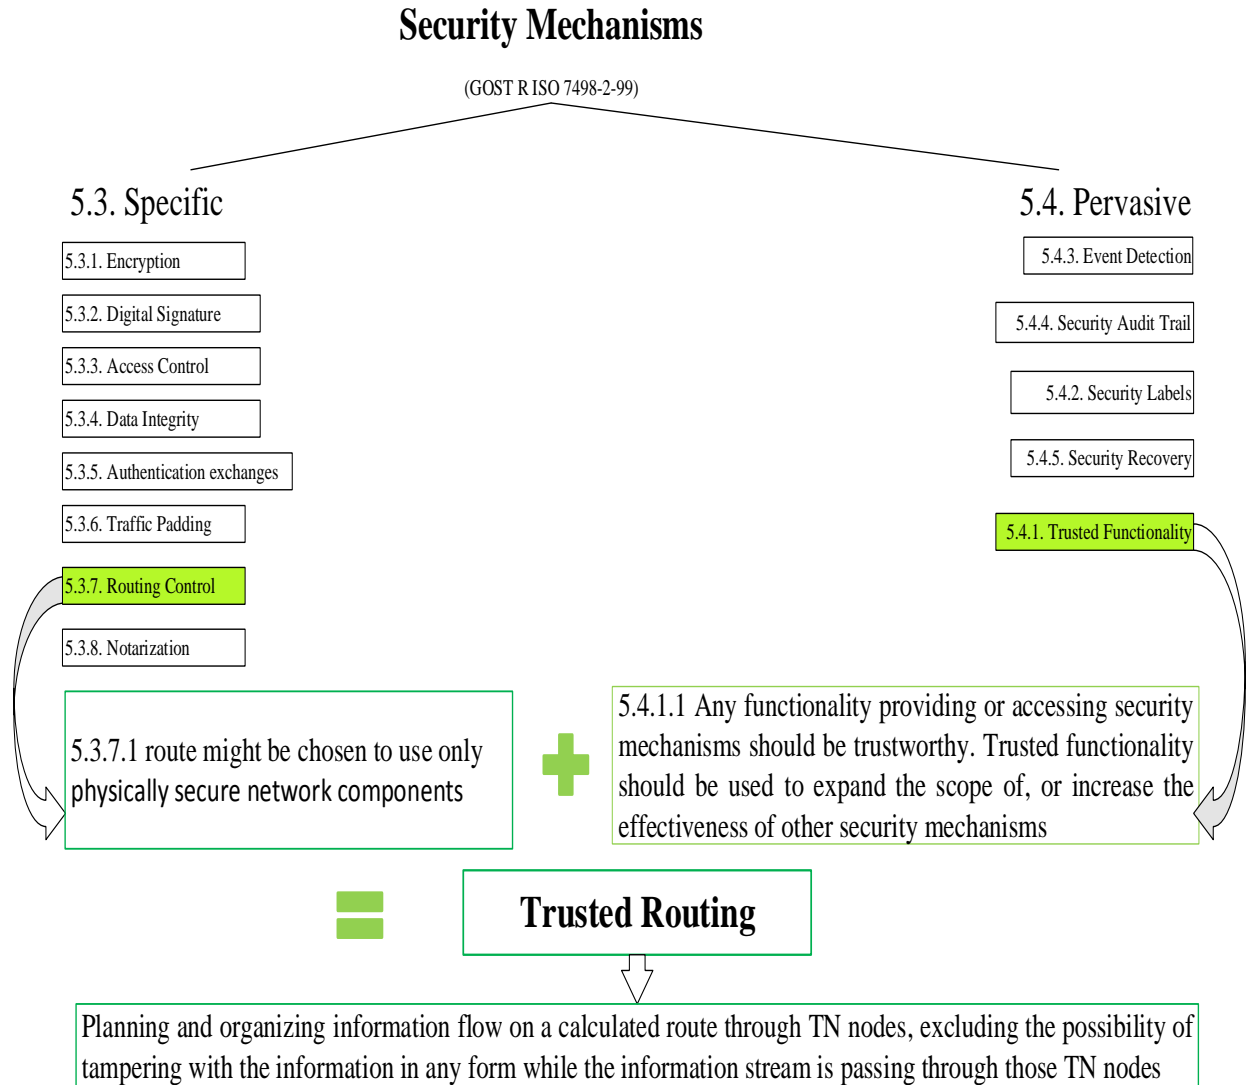 Security Mechanisms
(GOST R ISO 7498-2-99)
5.3. Specific
5.3.1. Encryption
5.3.2. Digital Signature
5.3.3. Access Control
5.3.4. Data Integrity
5.3.5. Authentication exchanges
5.3.6. Traffic Padding
5.3.7. Routing Control
5.3.8. Notarization
5.4. Pervasive
5.4.3. Event Detection
5.4.4. Security Audit Trail
5.4.2. Security Labels
5.4.5. Security Recovery
5.4.1. Trusted Functionality
5.3.7.1 route might be chosen to use only
physically secure network components
5.4.1.1 Any functionality providing or accessing security
mechanisms should be trustworthy. Trusted functionality
should be used to expand the scope of, or increase the
effectiveness of other security mechanisms
Trusted Routing
Planning and organizing information flow on a calculated route through TN nodes, excluding the possibility of
tampering with the information in any form while the information stream is passing through those TN nodes